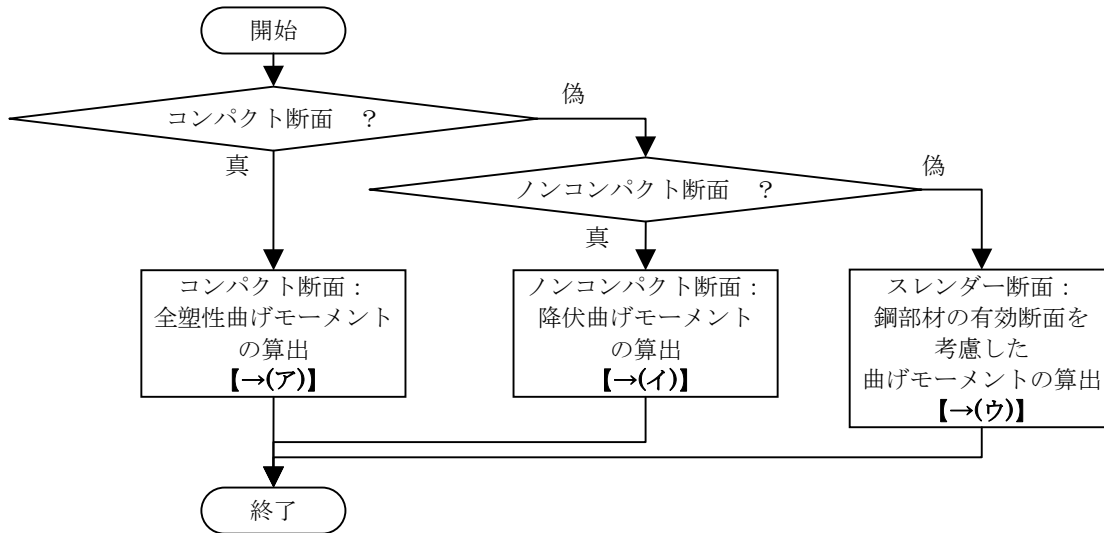 開始
コンパクト断面 ?
偽
真
ノンコンパクト断面 ?
偽
真
コンパクト断面：
全塑性曲げモーメント
の算出
【→(ア)】
ノンコンパクト断面：
降伏曲げモーメント
の算出
【→(イ)】
スレンダー断面：
鋼部材の有効断面を
考慮した
曲げモーメントの算出
【→(ウ)】
終了